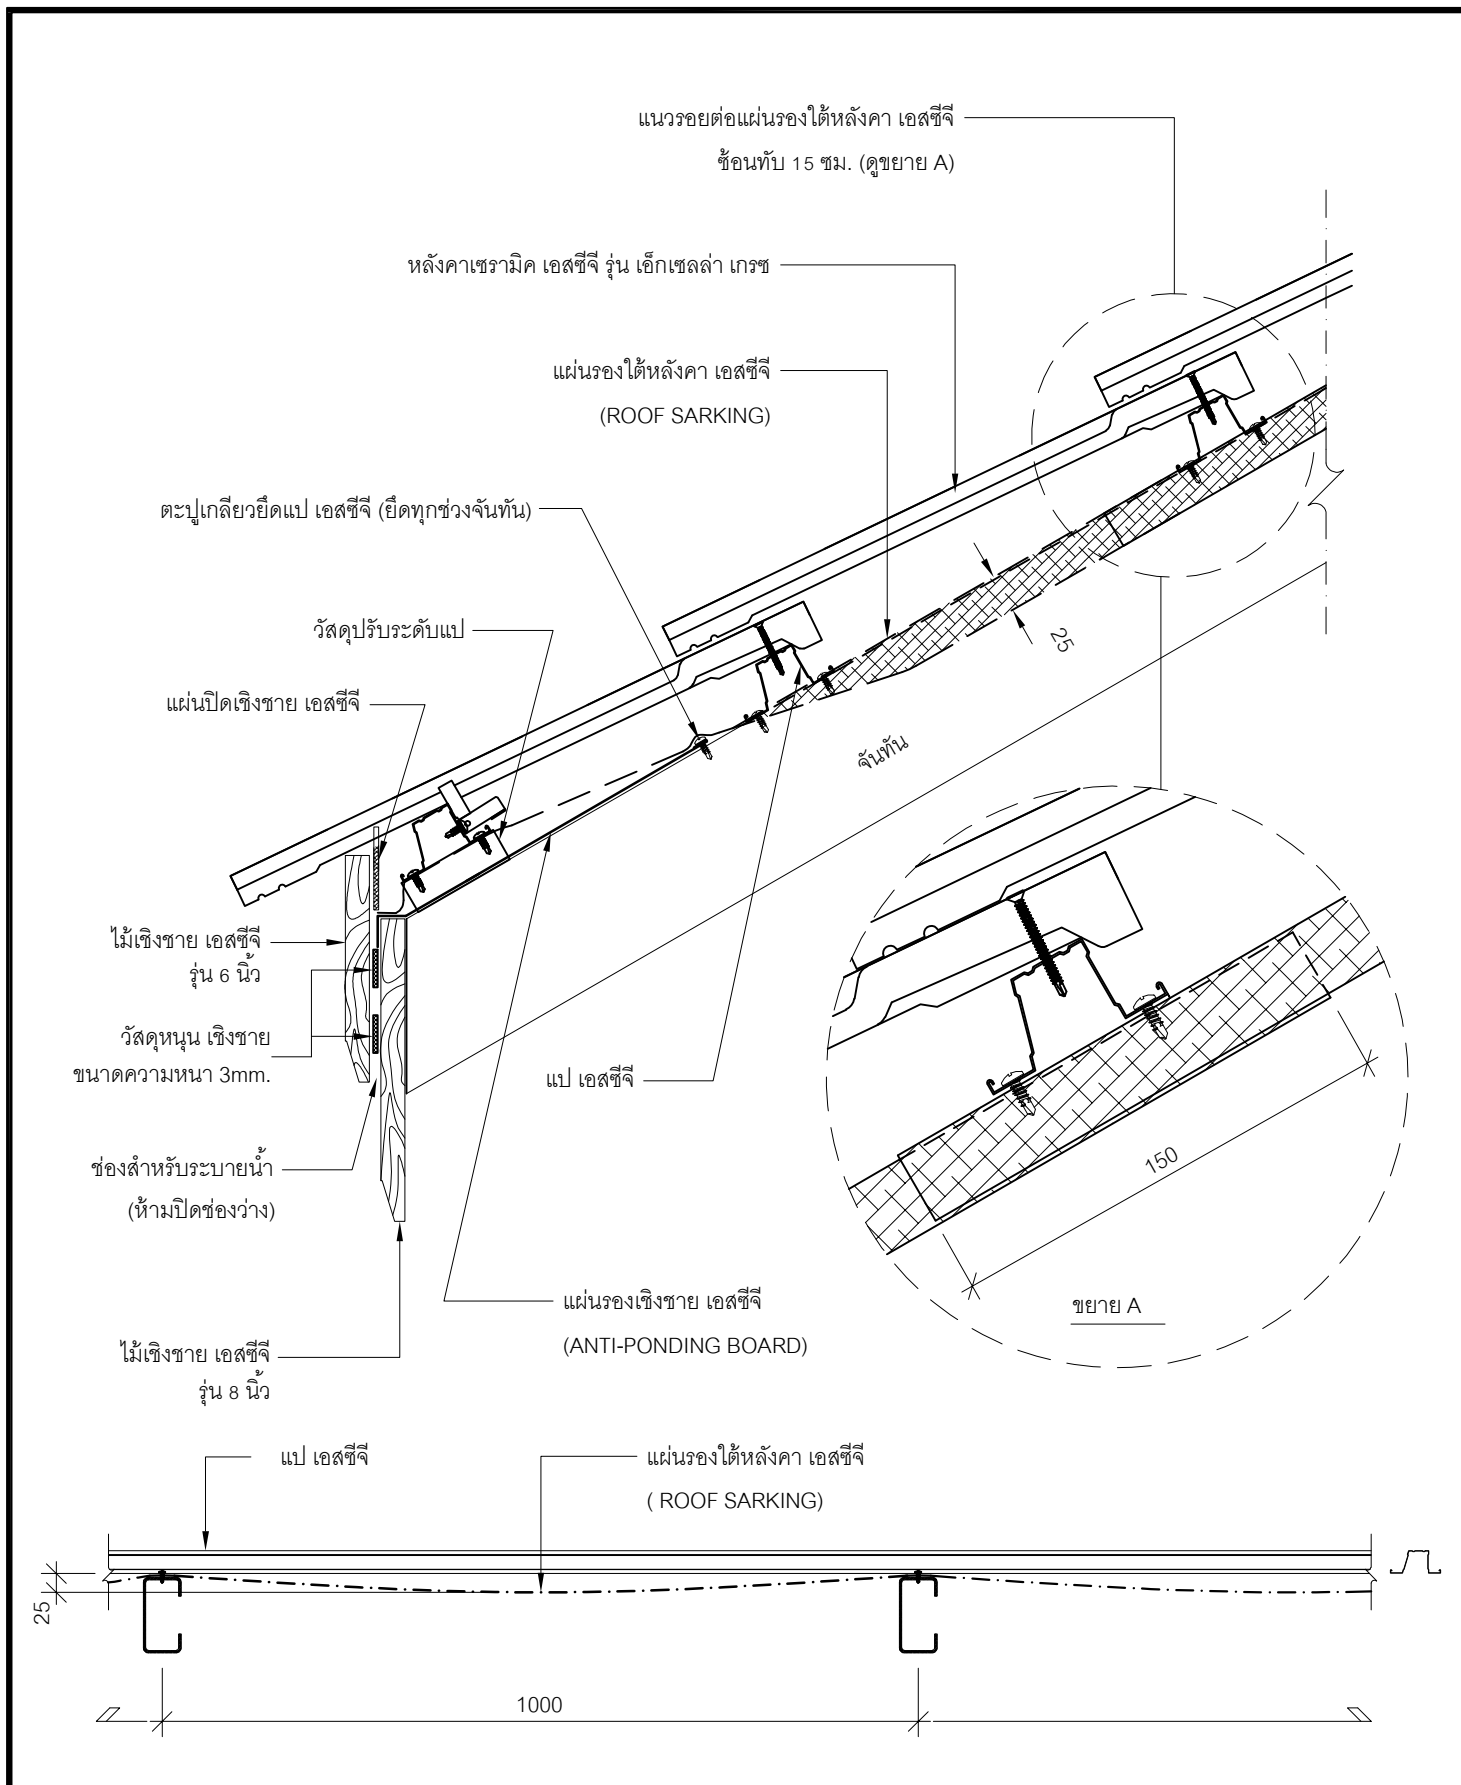 แนวรอยต่อแผ่นรองใต้หลังคา เอสซีจี
ซ้อนทับ 15 ซม. (ดูขยาย A)
หลังคาเซรามิค เอสซีจี รุ่น เอ็กเซลล่า เกรซ
แผ่นรองใต้หลังคา เอสซีจี
(ROOF SARKING)
ตะปูเกลียวยึดแป เอสซีจี (ยึดทุกช่วงจันทัน)
วัสดุปรับระดับแป
25
แผ่นปิดเชิงชาย เอสซีจี
จันทัน
ไม้เชิงชาย เอสซีจี
รุ่น 6 นิ้ว
วัสดุหนุน เชิงชาย
ขนาดความหนา 3mm.
แป เอสซีจี
ช่องสำหรับระบายน้ำ
(ห้ามปิดช่องว่าง)
150
แผ่นรองเชิงชาย เอสซีจี
(ANTI-PONDING BOARD)
ขยาย A
ไม้เชิงชาย เอสซีจี
รุ่น 8 นิ้ว
แป เอสซีจี
แผ่นรองใต้หลังคา เอสซีจี
( ROOF SARKING)
25
1000